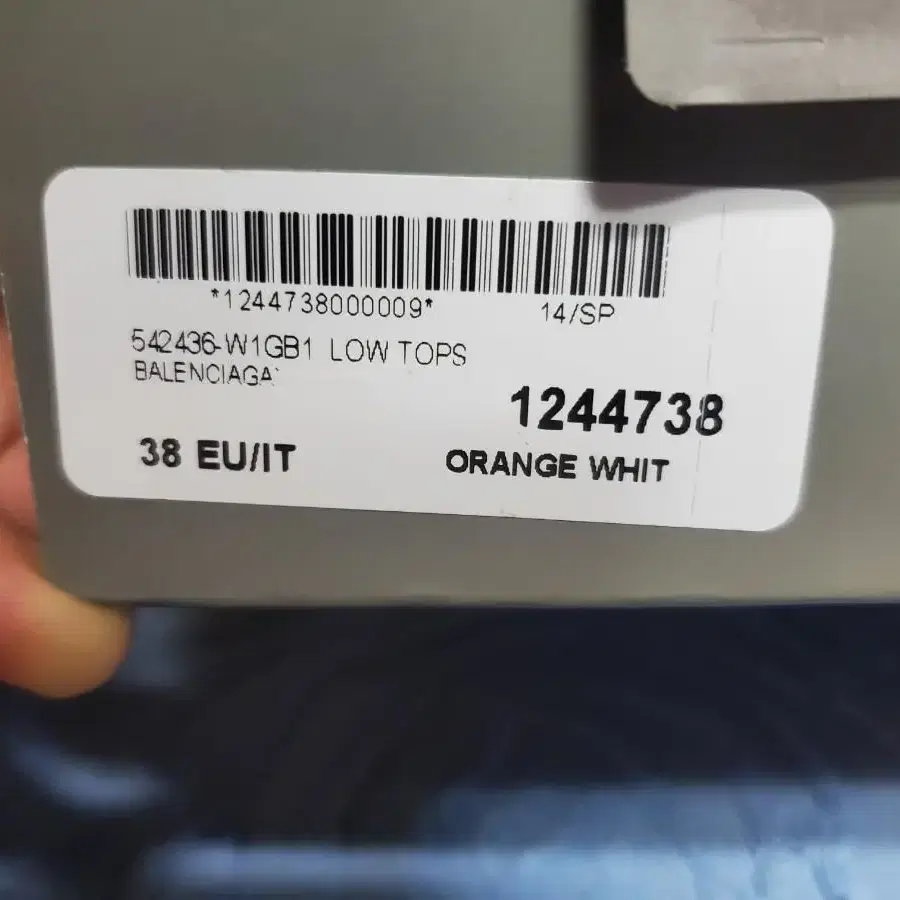 *1244738000009* 14/SP
542436-W1GB1 LOW TOPS
BALENCIAGA
1244738
38 EU/IT ORANGE WHIT